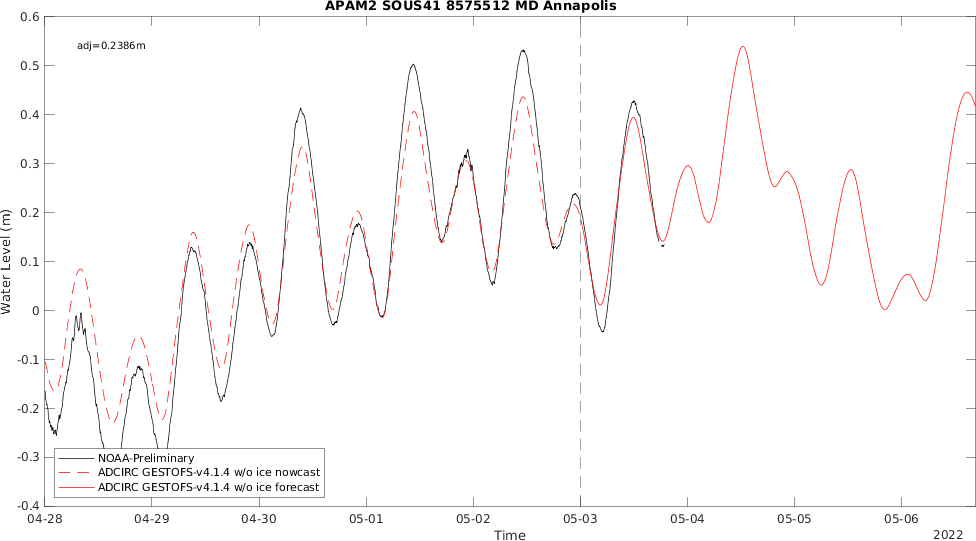 APAM2 SOUS41 8575512 MD Annapolis
adj=0.2386m
Water Level (m)
0.6
0.5
0.4
0.3
0.2
0.1
0
-0.1
-0.2
-0.3
-0.4
NOAA-Preliminary
ADCIRC GESTOFS-v4.1.4 w/o ice nowcast
ADCIRC GESTOFS-v4.1.4 w/o ice forecast
04-28 04-29 04-30 05-01 05-02 05-03 05-04 05-05 05-06
Time
2022